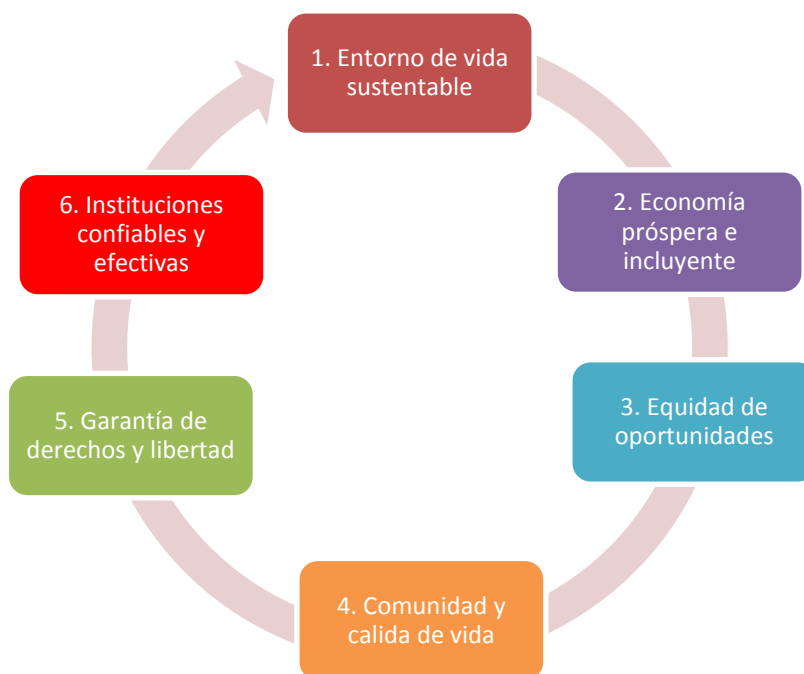 1. Entorno de vida
sustentable
2. Economía
próspera e
incluyente
3. Equidad de
oportunidades
4. Comunidad y
calida de vida
5. Garantía de
derechos y libertad
6. Instituciones
confiables y
efectivas